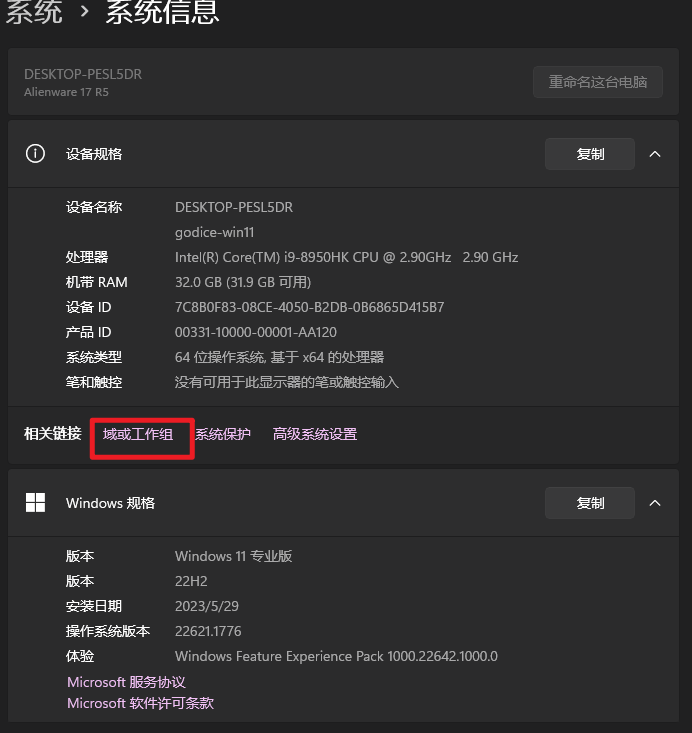 系统 › 系统信息
DESKTOP-PESL5DR
Alienware 17 R5
重命名这台电脑
设备规格
复制
设备名称 DESKTOP-PESL5DR
godice-win11
处理器 Intel(R) Core(TM) i9-8950HK CPU @ 2.90GHz 2.90 GHz
机带 RAM 32.0 GB (31.9 GB 可用)
设备 ID 7C8B0F83-08CE-4050-B2DB-0B6865D415B7
产品 ID 00331-10000-00001-AA120
系统类型 64 位操作系统, 基于 x64 的处理器
笔和触控 没有可用于此显示器的笔或触控输入
相关链接 域或工作组 系统保护 高级系统设置
Windows 规格
复制
版本 Windows 11 专业版
版本 22H2
安装日期 2023/5/29
操作系统版本 22621.1776
体验 Windows Feature Experience Pack 1000.22642.1000.0
Microsoft 服务协议
Microsoft 软件许可条款